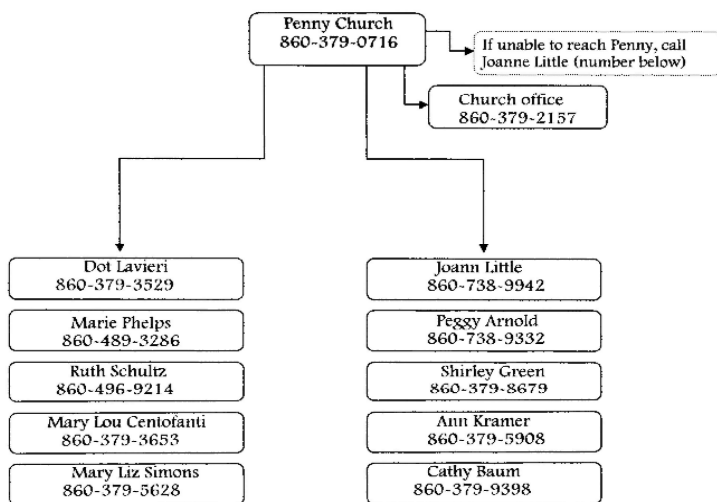 Penny Church
860-379-0716
If unable to reach Penny, call
Joanne Little (number below)
Church office
860-379-2157
Dot Lavieri
860-379-3529
Marie Phelps
860-489-3286
Ruth Schultz
860-496-9214
Mary Lou Centofanti
860-379-3653
Mary Liz Simons
860-379-5628
Joann Little
860-738-9942
Peggy Arnold
860-738-9332
Shirley Green
860-379-8679
Ann Kramer
860-379-5908
Cathy Baum
860-379-9398